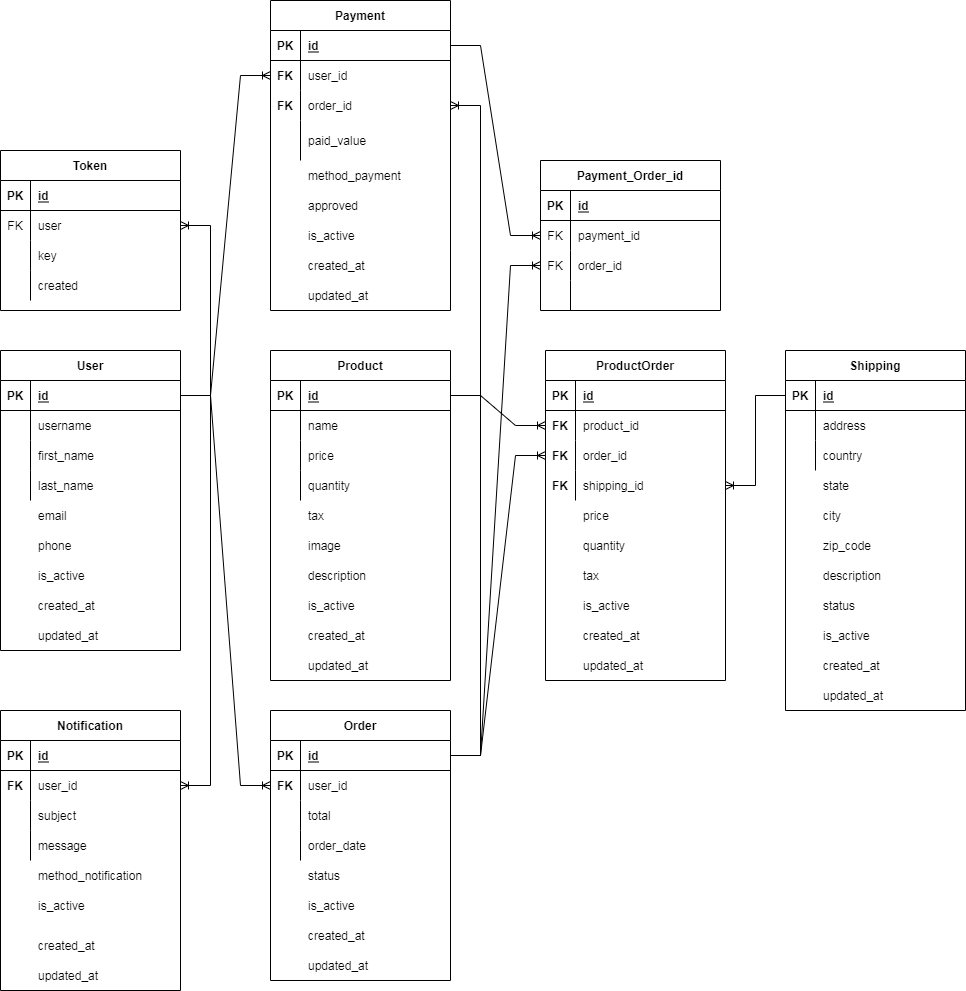 Payment
PK id
FK user_id
FK order_id
paid_value
method_payment
approved
is_active
created_at
updated_at
Token
PK id
FK user
key
created
Payment_Order_id
PK id
FK payment_id
FK order_id
User
PK id
username
first_name
last_name
email
phone
is_active
created_at
updated_at
Product
PK id
name
price
quantity
tax
image
description
is_active
created_at
updated_at
ProductOrder
PK id
FK product_id
FK order_id
FK shipping_id
price
quantity
tax
is_active
created_at
updated_at
Shipping
PK id
address
country
state
city
zip_code
description
status
is_active
created_at
updated_at
Notification
PK id
FK user_id
subject
message
method_notification
is_active
created_at
updated_at
Order
PK id
FK user_id
total
order_date
status
is_active
created_at
updated_at